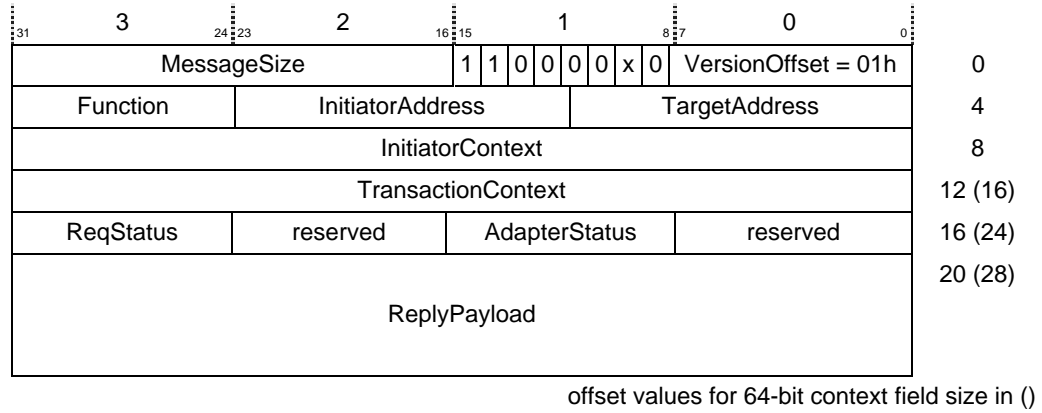 3 2 1 0
31 24 23 16 15 8 7 0
MessageSize 1 1 0 0 0 0 x 0 VersionOffset = 01h 0
Function InitiatorAddress TargetAddress 4
InitiatorContext 8
TransactionContext 12 (16)
ReqStatus reserved AdapterStatus reserved 16 (24)
20 (28)
ReplyPayload
offset values for 64-bit context field size in ()